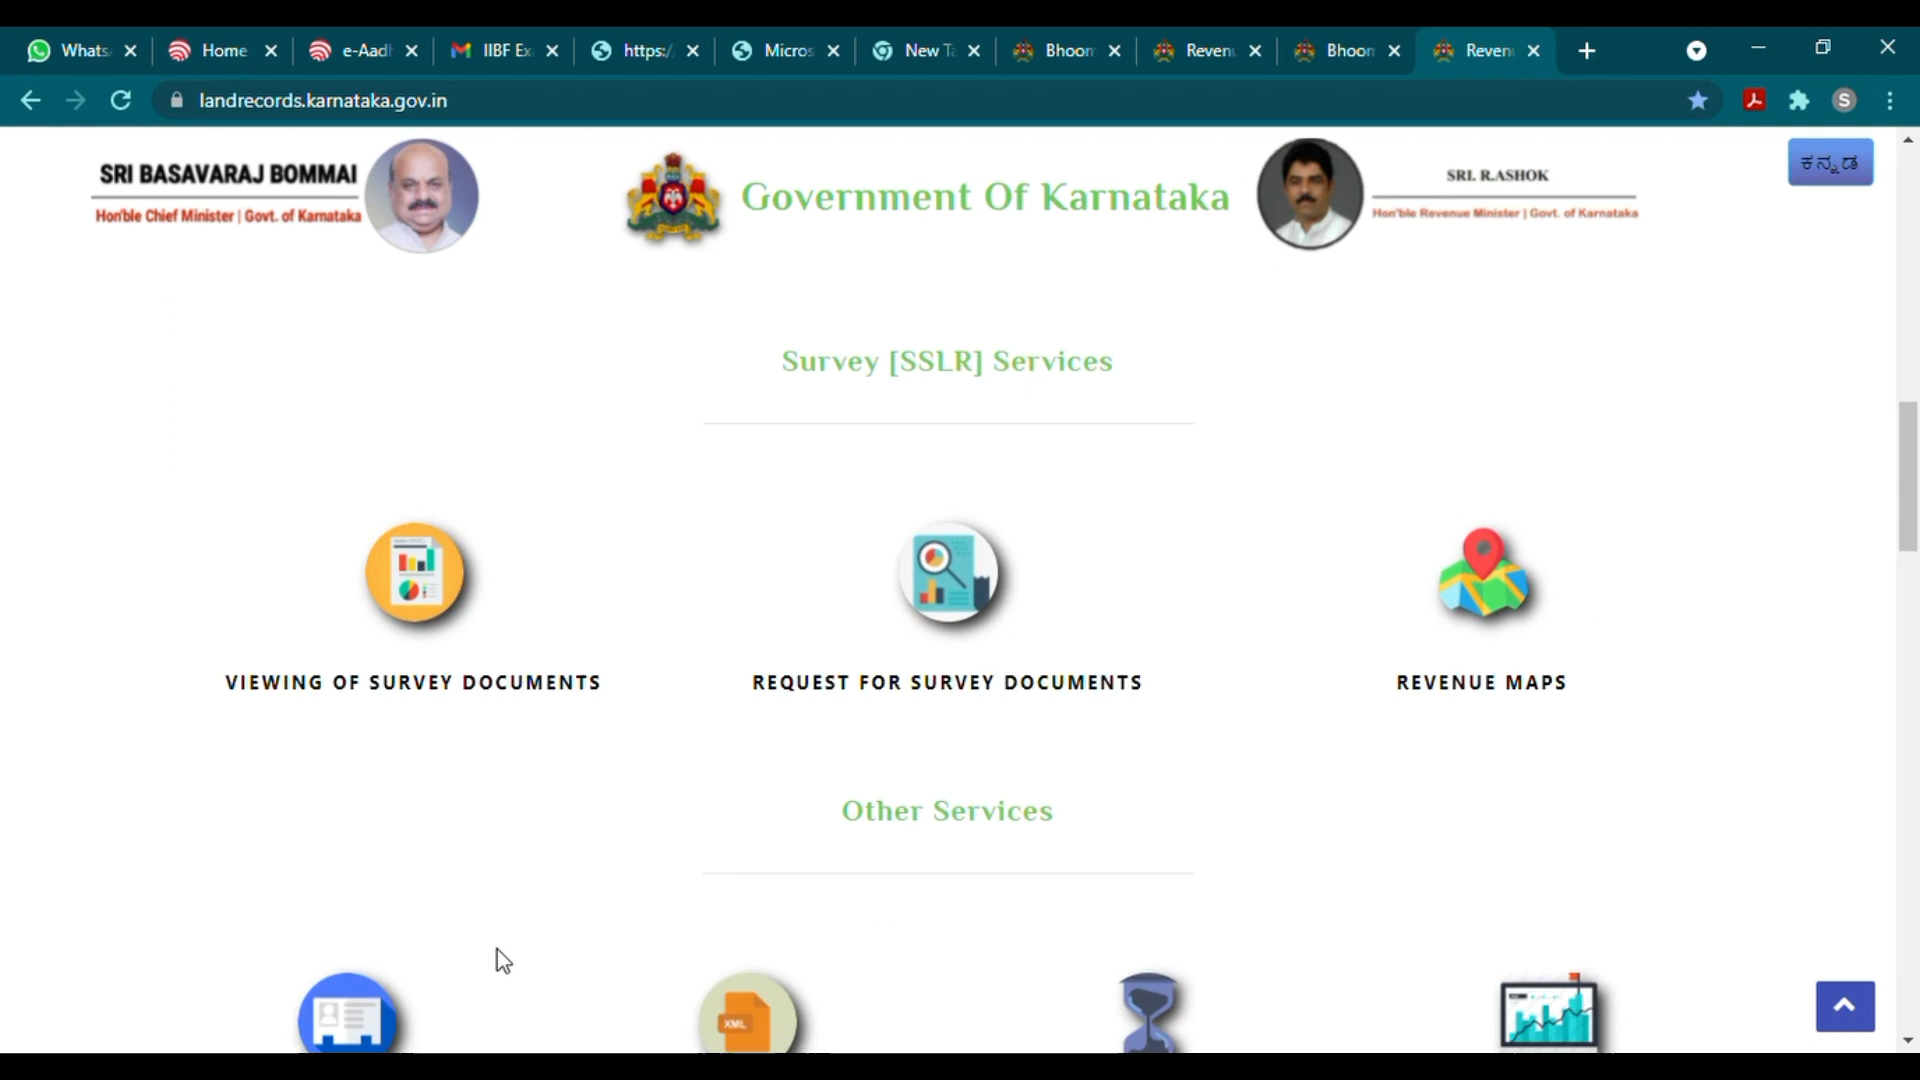 Whats
Home
e-Aadl
IIBF Ex
https:/
Micros
New Ta
Bhoom
Reven
Bhoom
Reven
landrecords.karnataka.gov.in
S
SRI BASAVARAJ BOMMAI
Hon'ble Chief Minister | Govt. of Karnataka
Government Of Karnataka
SRI. R.ASHOK
Hon'ble Revenue Minister | Govt. of Karnataka
ಕನ್ನಡ
Survey [SSLR] Services
VIEWING OF SURVEY DOCUMENTS
REQUEST FOR SURVEY DOCUMENTS
REVENUE MAPS
Other Services
XML